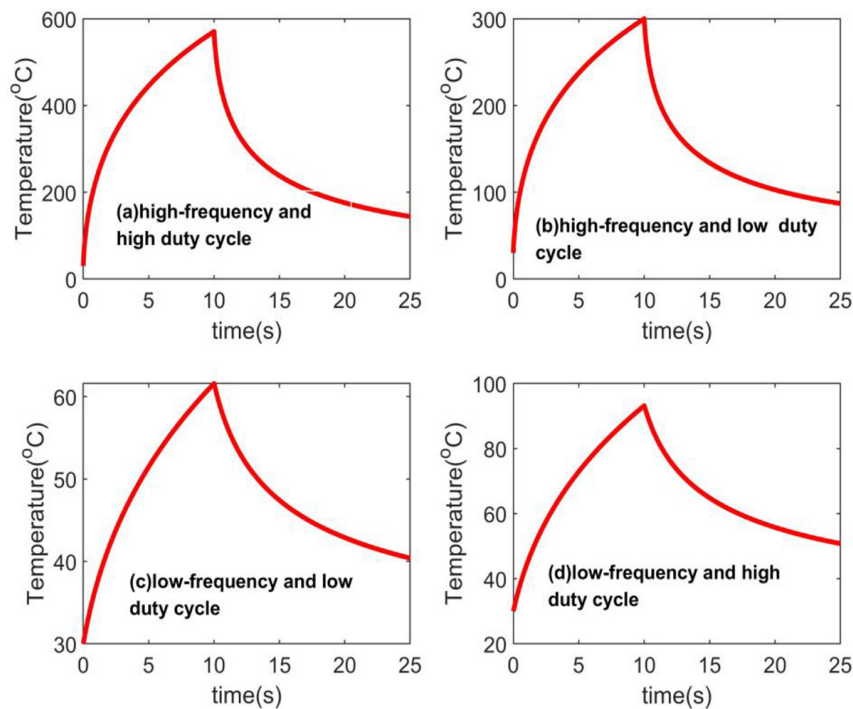 600
400
200
0
Temperature(°C)
(a)high-frequency and
high duty cycle
0 5 10 15 20 25
time(s)
300
200
100
0
Temperature(°C)
(b)high-frequency and low duty
cycle
0 5 10 15 20 25
time(s)
60
50
40
30
Temperature(°C)
(c)low-frequency and low
duty cycle
0 5 10 15 20 25
time(s)
100
80
60
40
20
Temperature(°C)
(d)low-frequency and high
duty cycle
0 5 10 15 20 25
time(s)